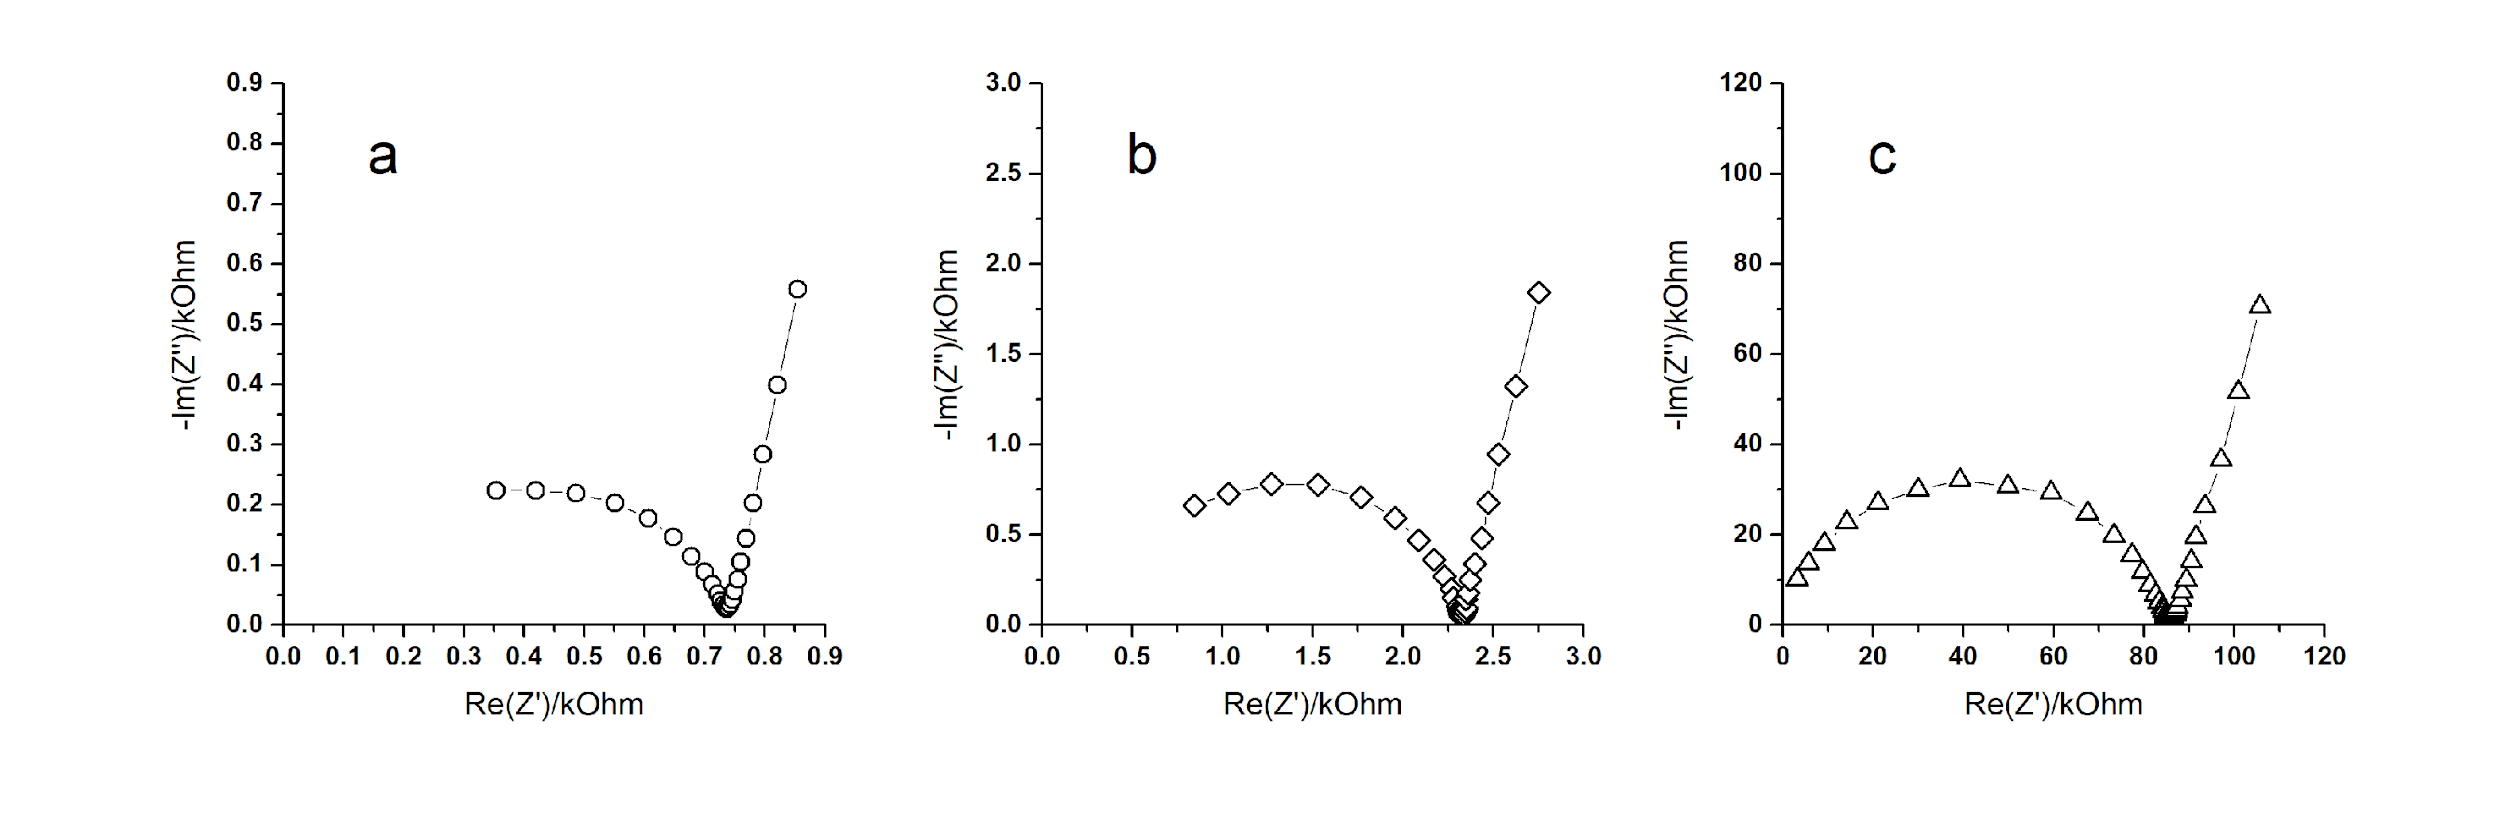 a
-Im(Z'')/kOhm
0.9
0.8
0.7
0.6
0.5
0.4
0.3
0.2
0.1
0.0
0.0 0.1 0.2 0.3 0.4 0.5 0.6 0.7 0.8 0.9
Re(Z')/kOhm
b
-Im(Z'')/kOhm
3.0
2.5
2.0
1.5
1.0
0.5
0.0
0.0 0.5 1.0 1.5 2.0 2.5 3.0
Re(Z')/kOhm
c
-Im(Z'')/kOhm
120
100
80
60
40
20
0
0 20 40 60 80 100 120
Re(Z')/kOhm